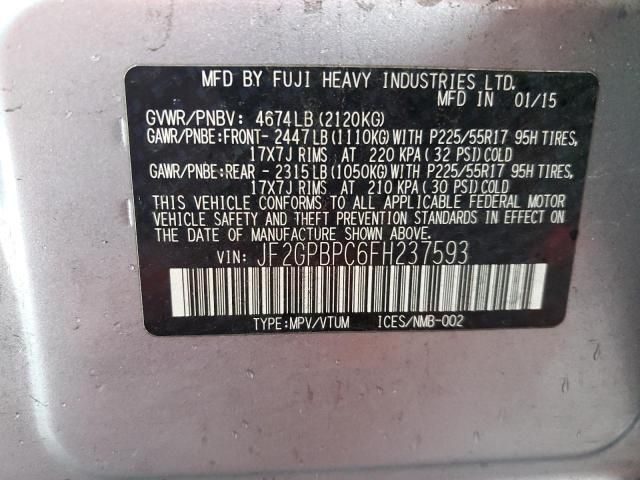 MFD BY FUJI HEAVY INDUSTRIES LTD.
MFD IN 01/15
GVWR/PNBV: 4674LB(2120KG)
GAWR/PNBE:FRONT- 2447LB(1110KG)WITH P225/55R17 95H TIRES,
17X7J RIMS AT 220 KPA( 32 PSI)COLD
GAWR/PNBE:REAR - 2315LB(1050KG)WITH P225/55R17 95H TIRES,
17X7J RIMS AT 210 KPA( 30 PSI)COLD
THIS VEHICLE CONFORMS TO ALL APPLICABLE FEDERAL MOTOR
VEHICLE SAFETY AND THEFT PREVENTION STANDARDS IN EFFECT ON
THE DATE OF MANUFACTURE SHOWN ABOVE.
VIN: JF2GPBPC6FH237593
TYPE:MPV/VTUM ICES/NMB-002